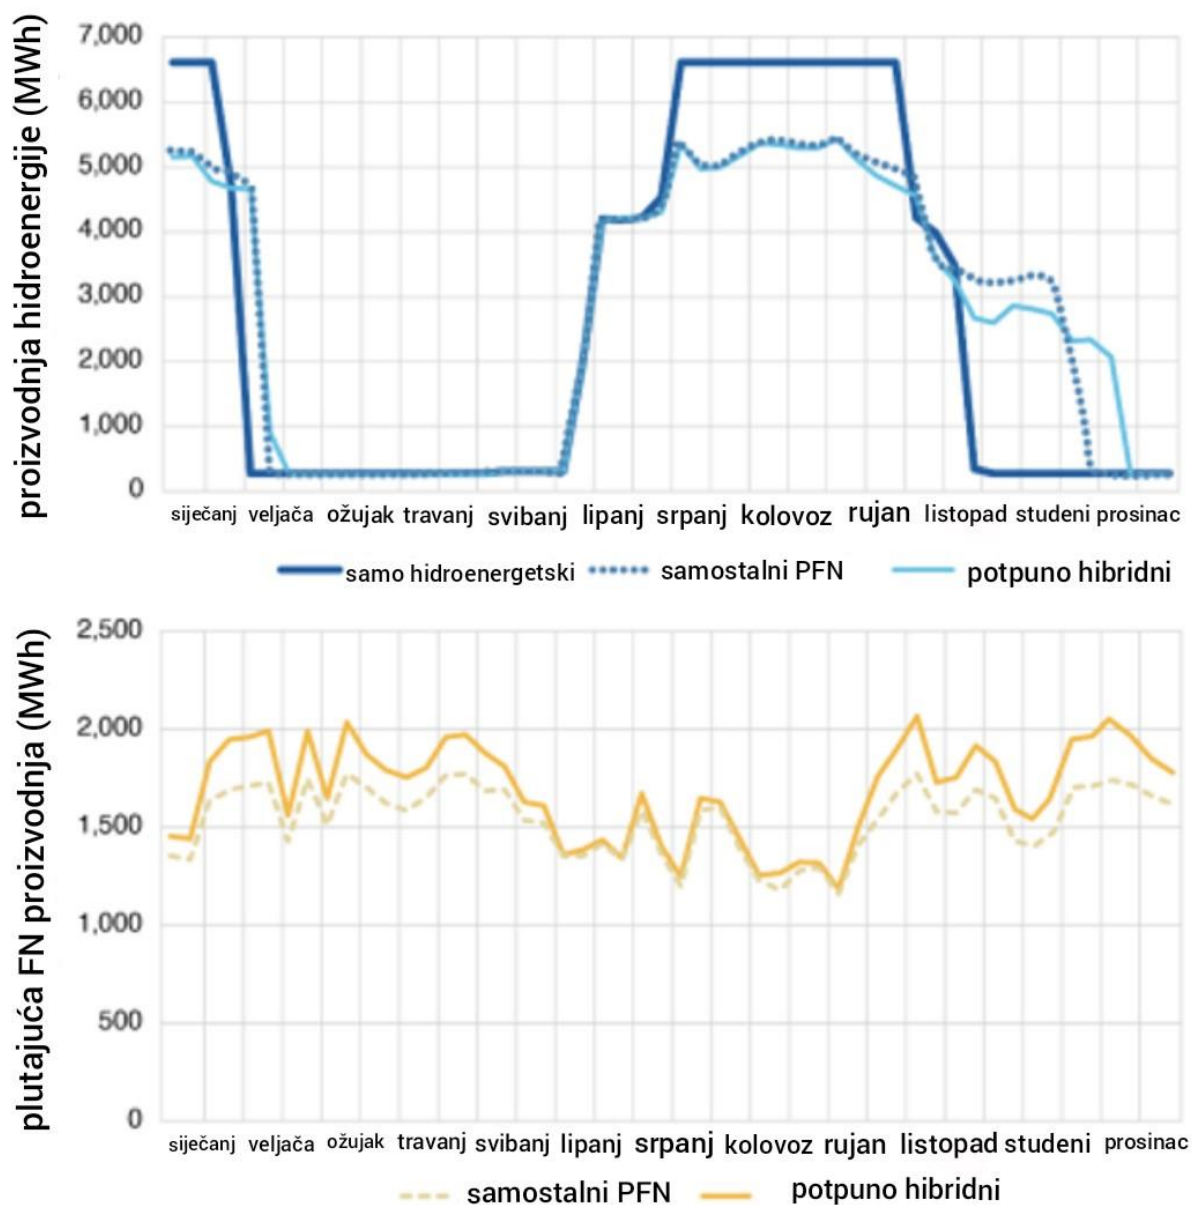 proizvodnja hidroenergije (MWh)
7,000
6,000
5,000
4,000
3,000
2,000
1,000
0
siječanj veljača ožujak travanj svibanj lipanj srpanj kolovoz rujan listopad studeni prosinac
samo hidroenergetski samostalni PFN potpuno hibridni
plutajuća FN proizvodnja (MWh)
2,500
2,000
1,500
1,000
500
0
siječanj veljača ožujak travanj svibanj lipanj srpanj kolovoz rujan listopad studeni prosinac
samostalni PFN potpuno hibridni